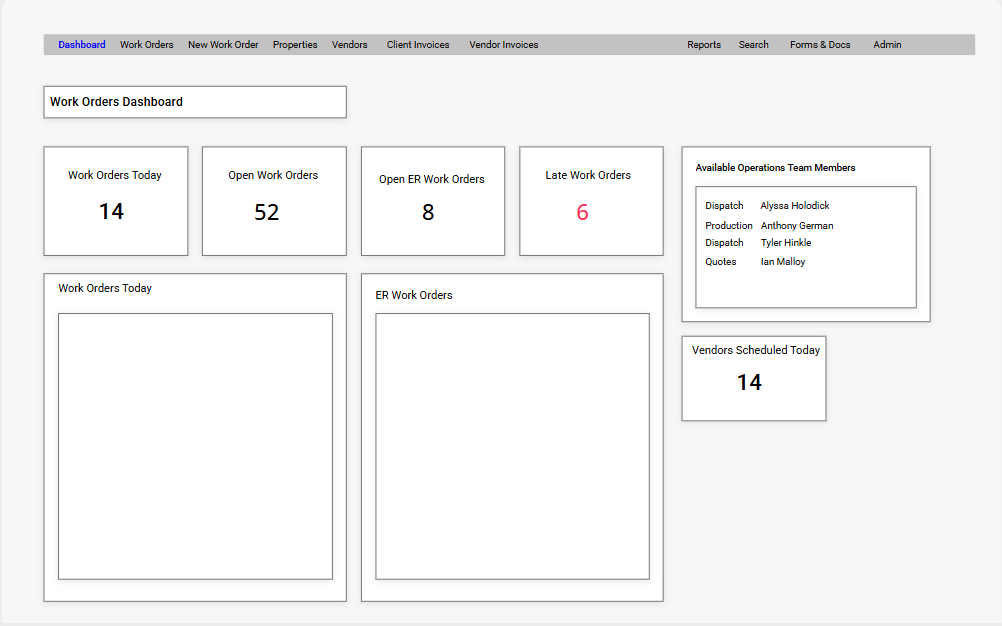 Dashboard Work Orders New Work Order Properties Vendors Client Invoices Vendor Invoices Reports Search Forms & Docs Admin
Work Orders Dashboard
Work Orders Today
14
Open Work Orders
52
Open ER Work Orders
8
Late Work Orders
6
Available Operations Team Members
Dispatch Alyssa Holodick
Production Anthony German
Dispatch Tyler Hinkle
Quotes Ian Malloy
Work Orders Today
ER Work Orders
Vendors Scheduled Today
14